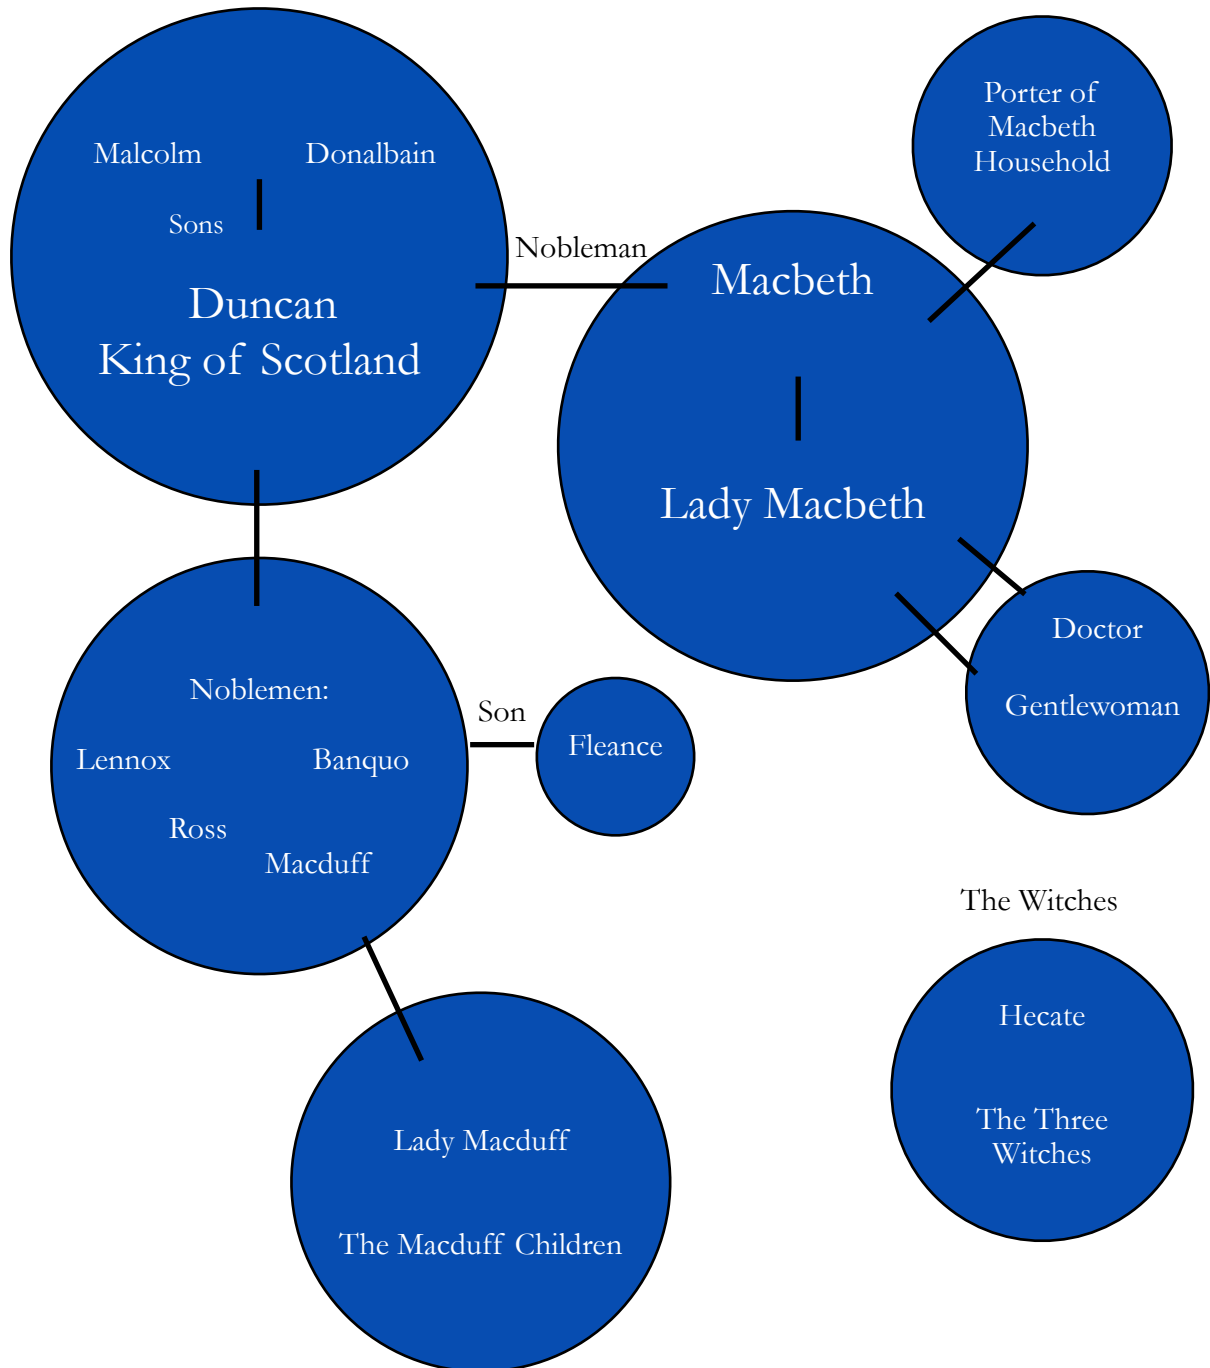 Malcolm
Donalbain
Sons
Duncan
King of Scotland
Nobleman
Macbeth
Lady Macbeth
Porter of
Macbeth
Household
Doctor
Gentlewoman
Noblemen:
Lennox
Banquo
Ross
Macduff
Son
Fleance
Lady Macduff
The Macduff Children
The Witches
Hecate
The Three
Witches